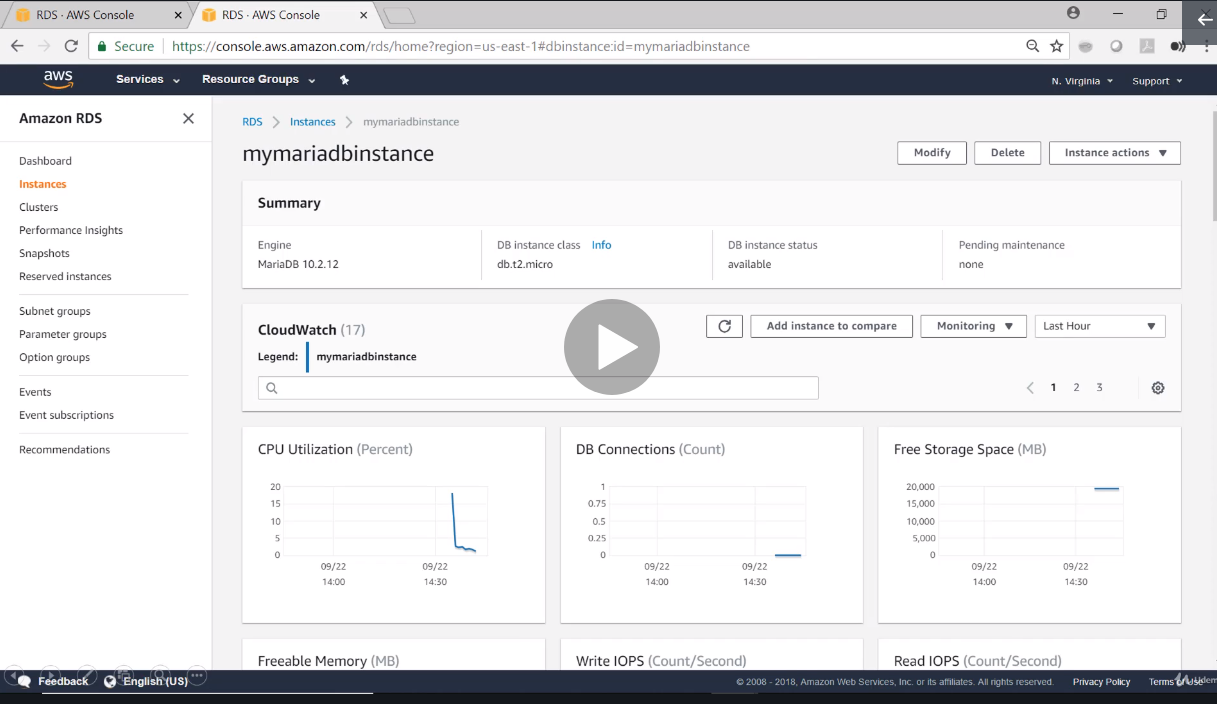 RDS · AWS Console
RDS · AWS Console
Secure
https://console.aws.amazon.com/rds/home?region=us-east-1#dbinstance:id=mymariadbinstance
aws
Services
Resource Groups
N. Virginia
Support
Amazon RDS
Dashboard
Instances
Clusters
Performance Insights
Snapshots
Reserved instances
Subnet groups
Parameter groups
Option groups
Events
Event subscriptions
Recommendations
RDS
Instances
mymariadbinstance
mymariadbinstance
Modify
Delete
Instance actions
Summary
Engine
MariaDB 10.2.12
DB instance class Info
db.t2.micro
DB instance status
available
Pending maintenance
none
CloudWatch (17)
Add instance to compare
Monitoring
Last Hour
Legend: mymariadbinstance
1 2 3
CPU Utilization (Percent)
20
15
10
5
0
09/22 09/22
14:00 14:30
DB Connections (Count)
1
0.75
0.5
0.25
0
09/22 09/22
14:00 14:30
Free Storage Space (MB)
20,000
15,000
10,000
5,000
0
09/22 09/22
14:00 14:30
Freeable Memory (MB)
Write IOPS (Count/Second)
Read IOPS (Count/Second)
Feedback
English (US)
© 2008 - 2018, Amazon Web Services, Inc. or its affiliates. All rights reserved.
Privacy Policy
Terms of Use